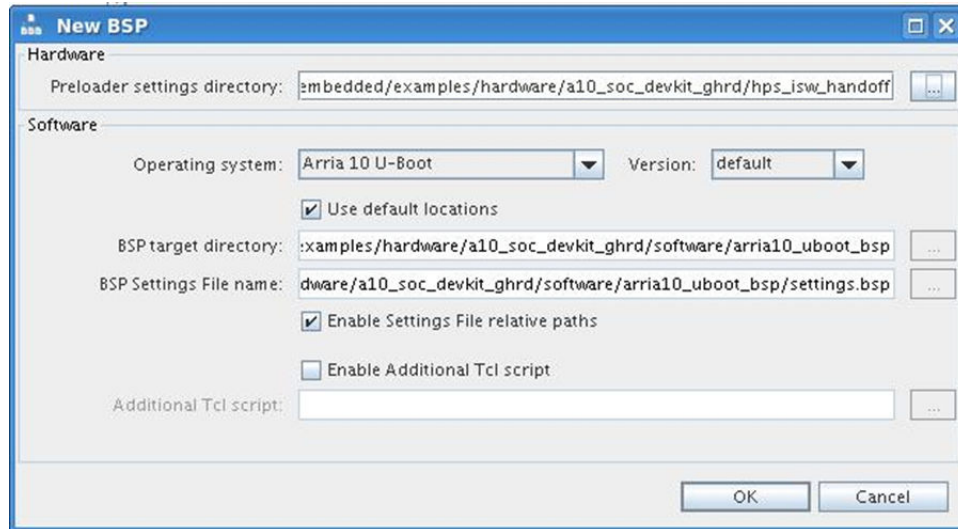 New BSP
Hardware
Preloader settings directory: embedded/examples/hardware/a10_soc_devkit_ghrd/hps_isw_handoff ...
Software
Operating system: Arria 10 U-Boot Version: default
Use default locations
BSP target directory: examples/hardware/a10_soc_devkit_ghrd/software/arria10_uboot_bsp ...
BSP Settings File name: dware/a10_soc_devkit_ghrd/software/arria10_uboot_bsp/settings.bsp ...
Enable Settings File relative paths
Enable Additional Tcl script
Additional Tcl script: ...
OK Cancel